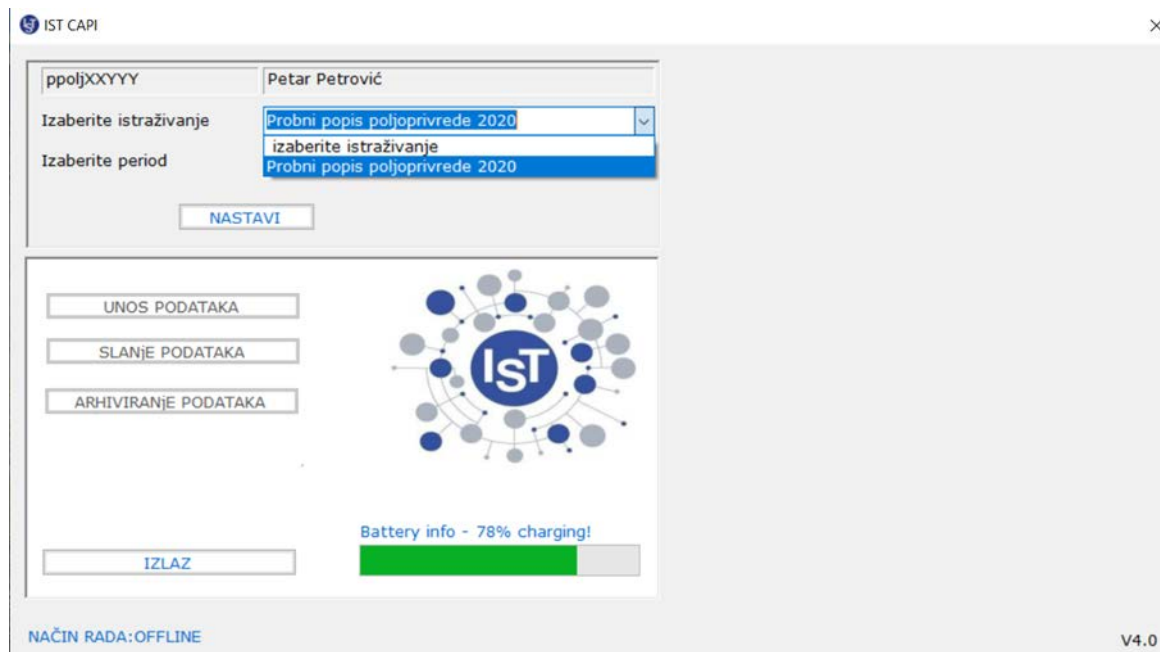 IST CAPI
ppoljXXYYY Petar Petrović
Izaberite istraživanje Probni popis poljoprivrede 2020
izaberite istraživanje
Izaberite period Probni popis poljoprivrede 2020
NASTAVI
UNOS PODATAKA
SLANjE PODATAKA
ARHIVIRANjE PODATAKA
IST
Battery info - 78% charging!
IZLAZ
NAČIN RADA:OFFLINE
V4.0